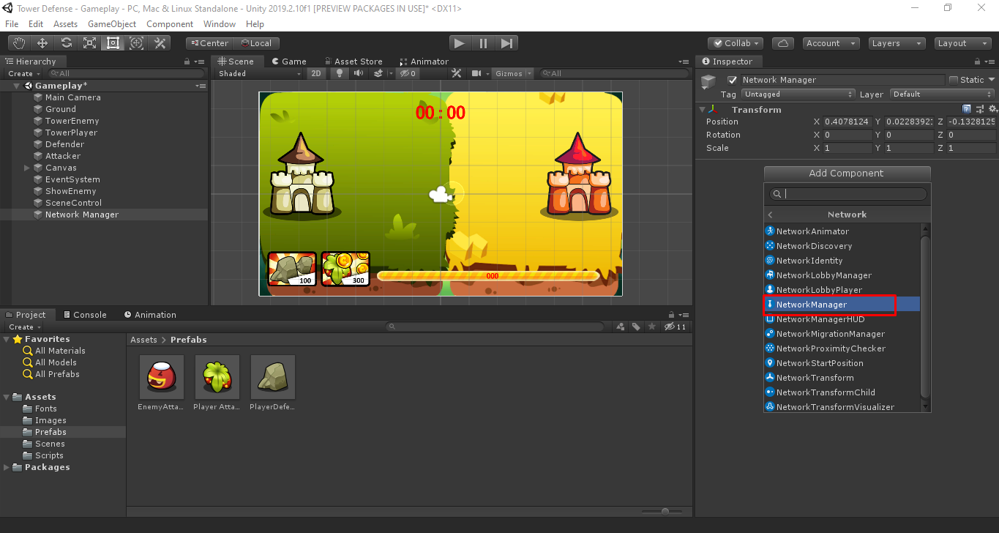 Tower Defense - Gameplay - PC, Mac & Linux Standalone - Unity 2019.2.10f1 [PREVIEW PACKAGES IN USE]* <DX11>
File Edit Assets GameObject Component Window Help
Center Local Collab Account Layers Layout
Hierarchy
Create All
Gameplay*
Main Camera
Ground
TowerEnemy
TowerPlayer
Defender
Attacker
Canvas
EventSystem
ShowEnemy
SceneControl
Network Manager
Scene Game Asset Store Animator
Shaded 2D 0 Gizmos All
00:00
100
300
000
Inspector
Network Manager Static
Tag Untagged Layer Default
Transform
Position X 0.4078124 Y 0.0228392 Z -0.1328125
Rotation X 0 Y 0 Z 0
Scale X 1 Y 1 Z 1
Add Component
Network
NetworkAnimator
NetworkDiscovery
NetworkIdentity
NetworkLobbyManager
NetworkLobbyPlayer
NetworkManager
NetworkManagerHUD
NetworkMigrationManager
NetworkProximityChecker
NetworkStartPosition
NetworkTransform
NetworkTransformChild
NetworkTransformVisualizer
Project Console Animation
Create 11
Favorites
All Materials
All Models
All Prefabs
Assets
Fonts
Images
Prefabs
Scenes
Scripts
Packages
Assets > Prefabs
EnemyAtta... Player Atta... PlayerDefe...